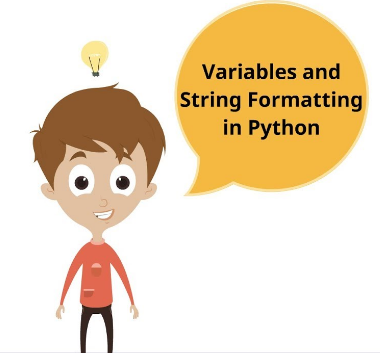 Variables and
String Formatting
in Python